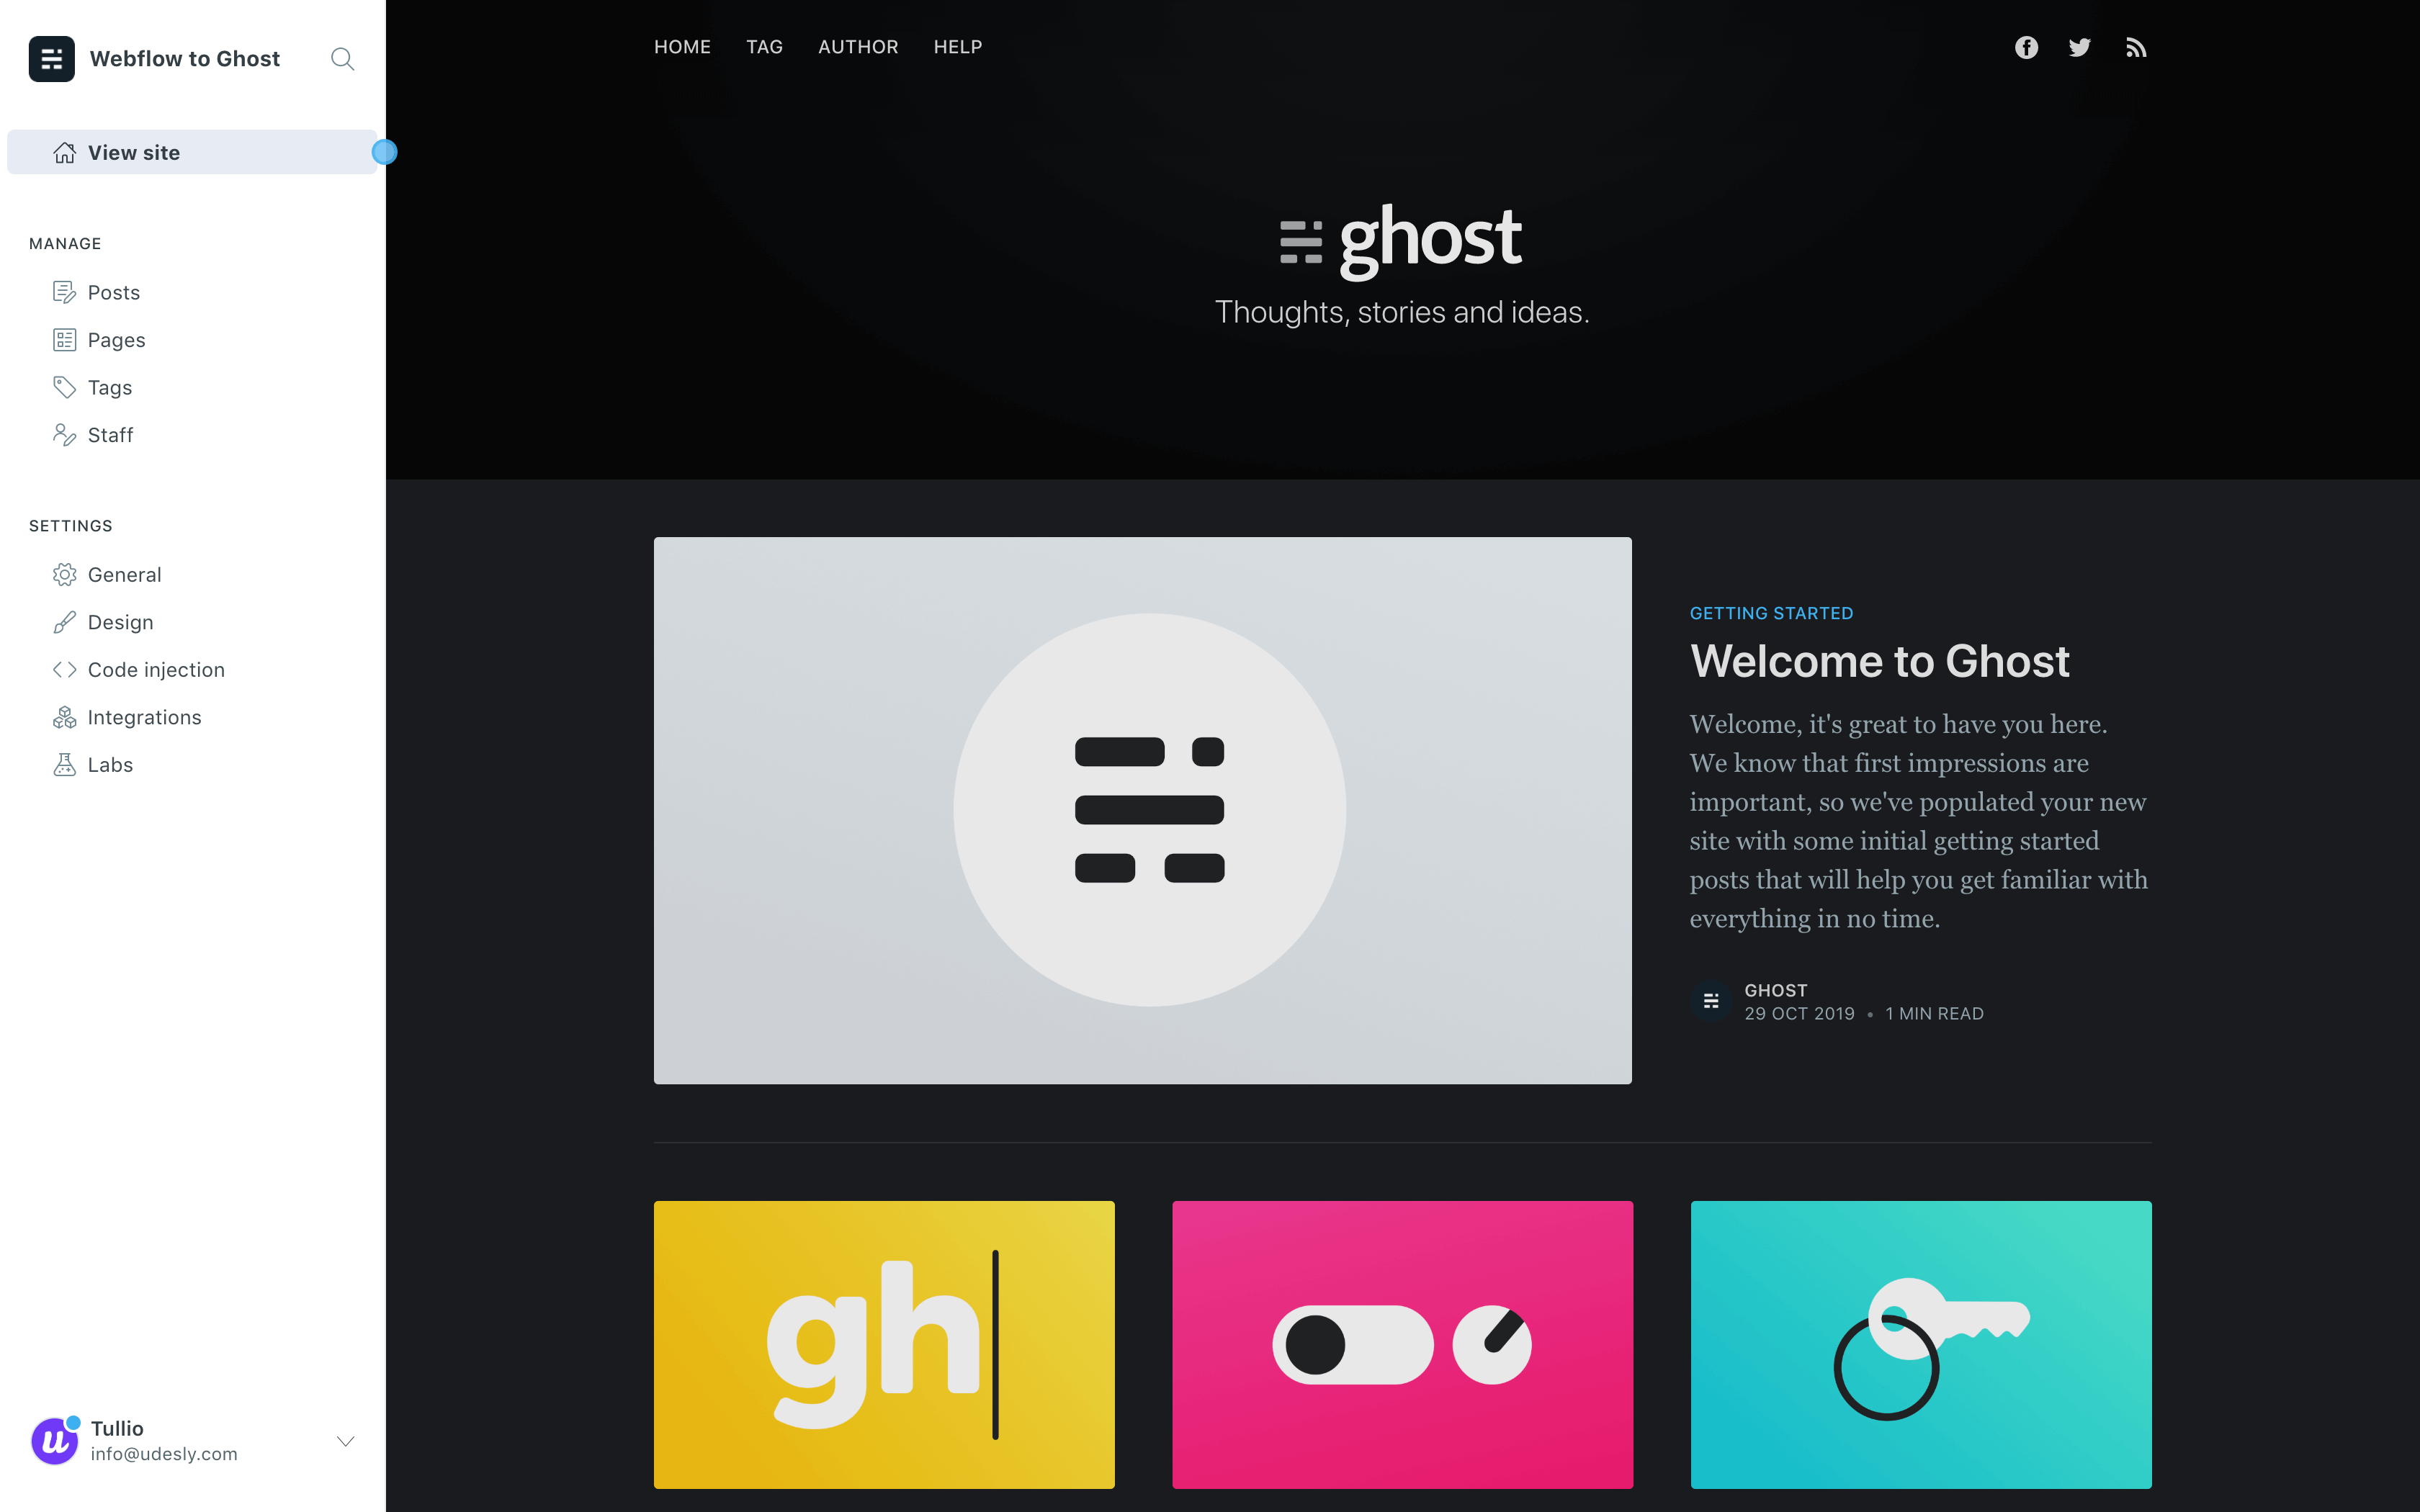 Webflow to Ghost
View site
MANAGE
Posts
Pages
Tags
Staff
SETTINGS
General
Design
Code injection
Integrations
Labs
Tullio
info@udesly.com
HOME TAG AUTHOR HELP
ghost
Thoughts, stories and ideas.
GETTING STARTED
Welcome to Ghost
Welcome, it's great to have you here.
We know that first impressions are
important, so we've populated your new
site with some initial getting started
posts that will help you get familiar with
everything in no time.
GHOST
29 OCT 2019 • 1 MIN READ
gh